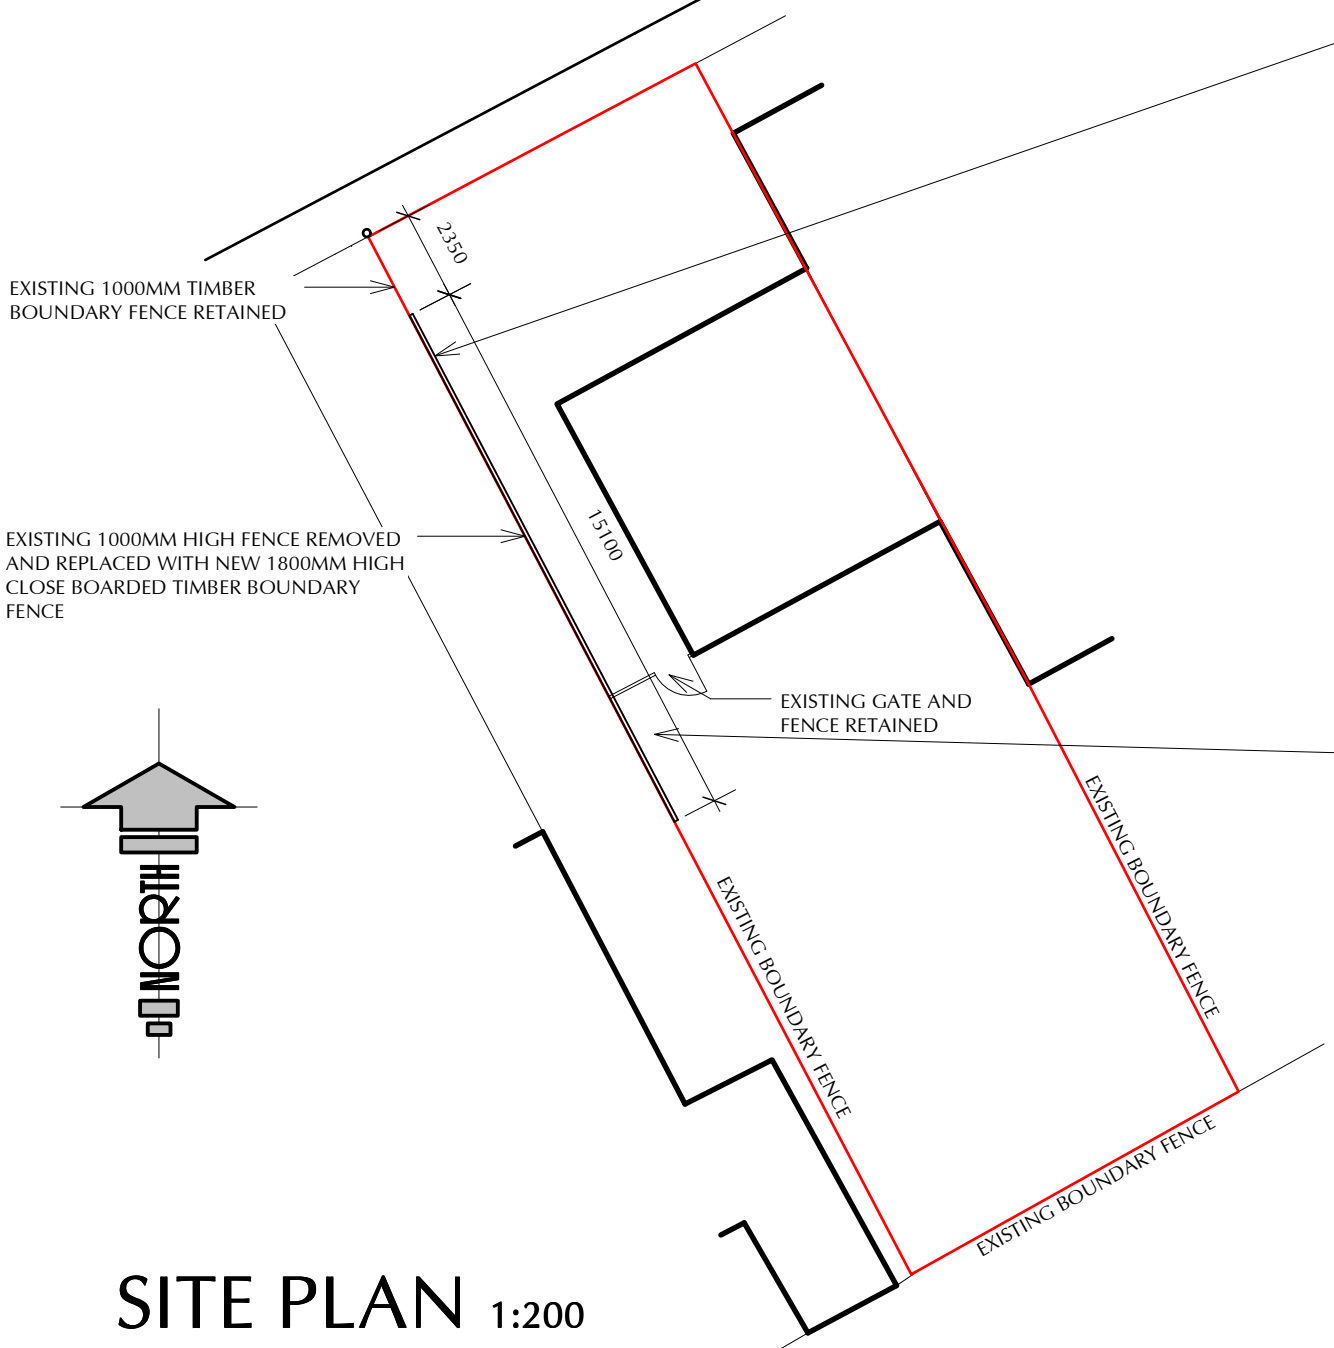 2350
EXISTING 1000MM TIMBER
BOUNDARY FENCE RETAINED
15100
EXISTING 1000MM HIGH FENCE REMOVED
AND REPLACED WITH NEW 1800MM HIGH
CLOSE BOARDED TIMBER BOUNDARY
FENCE
EXISTING GATE AND
FENCE RETAINED
NORTH
EXISTING BOUNDARY FENCE
EXISTING BOUNDARY FENCE
EXISTING BOUNDARY FENCE
SITE PLAN 1:200